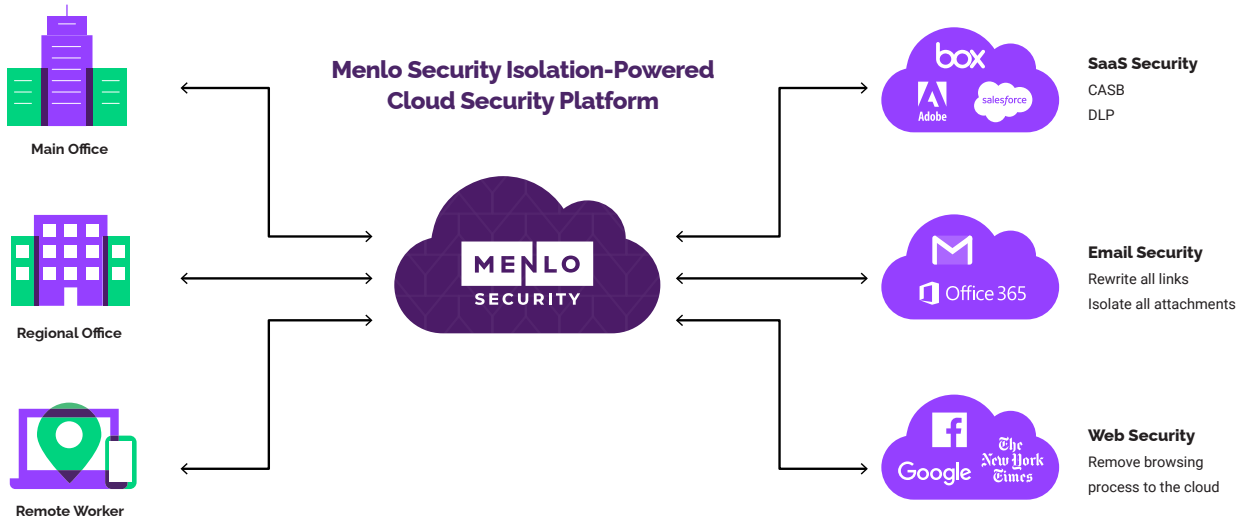 Menlo Security Isolation-Powered
Cloud Security Platform
Main Office
Regional Office
Remote Worker
MENLO
SECURITY
box
Adobe
salesforce
SaaS Security
CASB
DLP
Office 365
Email Security
Rewrite all links
Isolate all attachments
Google
The
New York
Times
Web Security
Remove browsing
process to the cloud